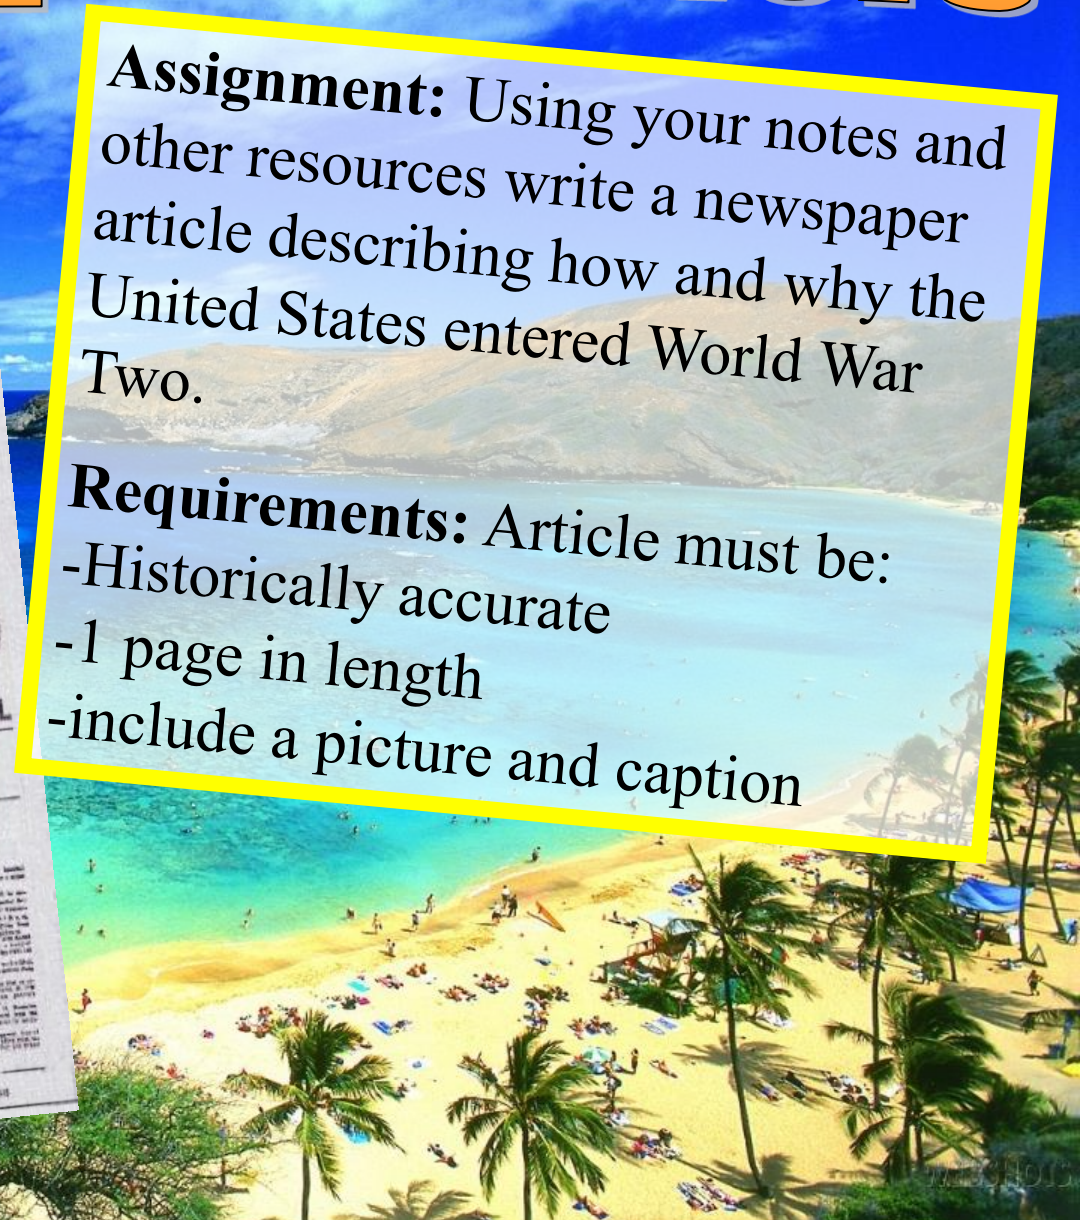 Assignment: Using your notes and
other resources write a newspaper
article describing how and why the
United States entered World War
Two.
Requirements: Article must be:
-Historically accurate
-1 page in length
-include a picture and caption